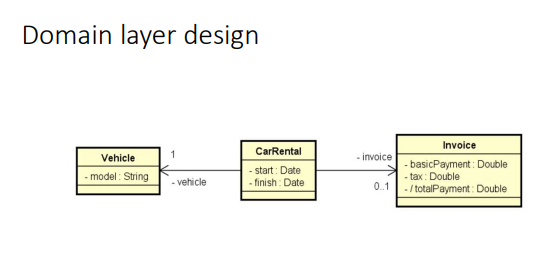 Domain layer design
Vehicle
- model : String
1
- vehicle
CarRental
- start : Date
- finish : Date
- invoice
0..1
Invoice
- basicPayment : Double
- tax : Double
- / totalPayment : Double